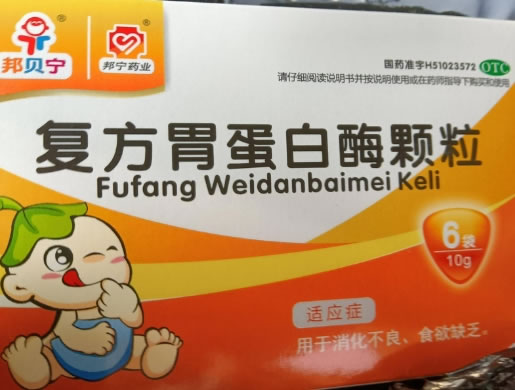 邦贝宁
邦宁药业
国药准字H51023572 OTC
请仔细阅读说明书并按说明使用或在药师指导下购买和使用
复方胃蛋白酶颗粒
Fufang Weidanbaimei Keli
6袋
10g
适应症
用于消化不良、食欲缺乏。